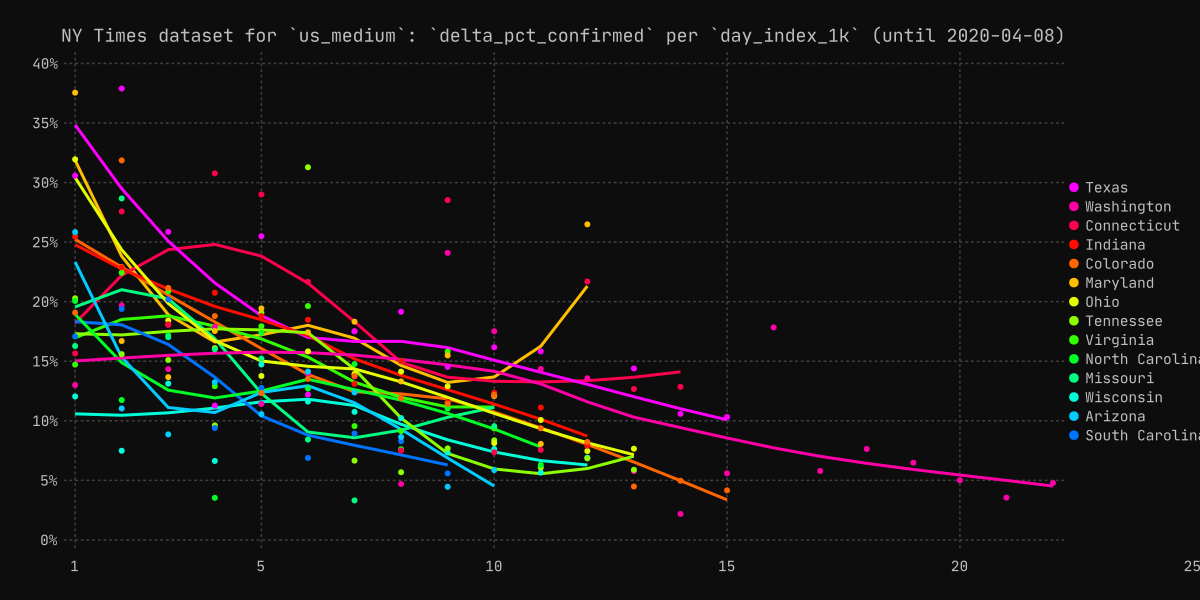 NY Times dataset for `us_medium`: `delta_pct_confirmed` per `day_index_1k` (until 2020-04-08)
40%
35%
30%
25%
20%
15%
10%
5%
0%
1 5 10 15 20 25
Texas
Washington
Connecticut
Indiana
Colorado
Maryland
Ohio
Tennessee
Virginia
North Carolina
Missouri
Wisconsin
Arizona
South Carolina